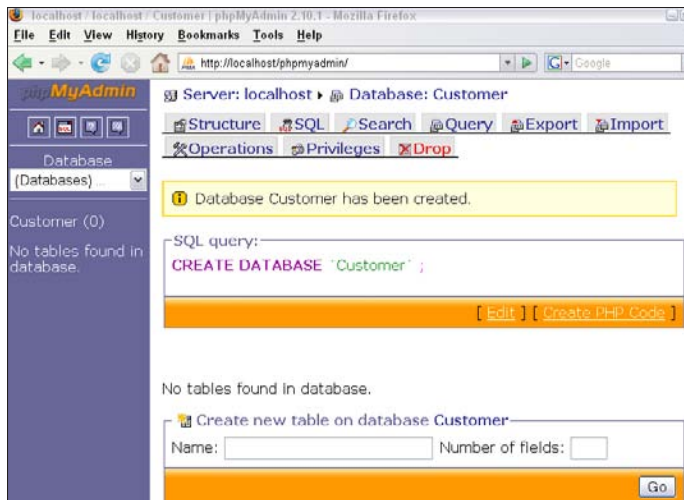 localhost / localhost / Customer | phpMyAdmin 2.10.1 - Mozilla Firefox
File Edit View History Bookmarks Tools Help
http://localhost/phpmyadmin/
Google
phpMyAdmin
Server: localhost Database: Customer
Structure SQL Search Query Export Import
Operations Privileges Drop
Database
(Databases) ...
Database Customer has been created.
Customer (0)
No tables found in database.
SQL query:
CREATE DATABASE `Customer` ;
[ Edit ] [ Create PHP Code ]
No tables found in database.
Create new table on database Customer
Name: Number of fields:
Go